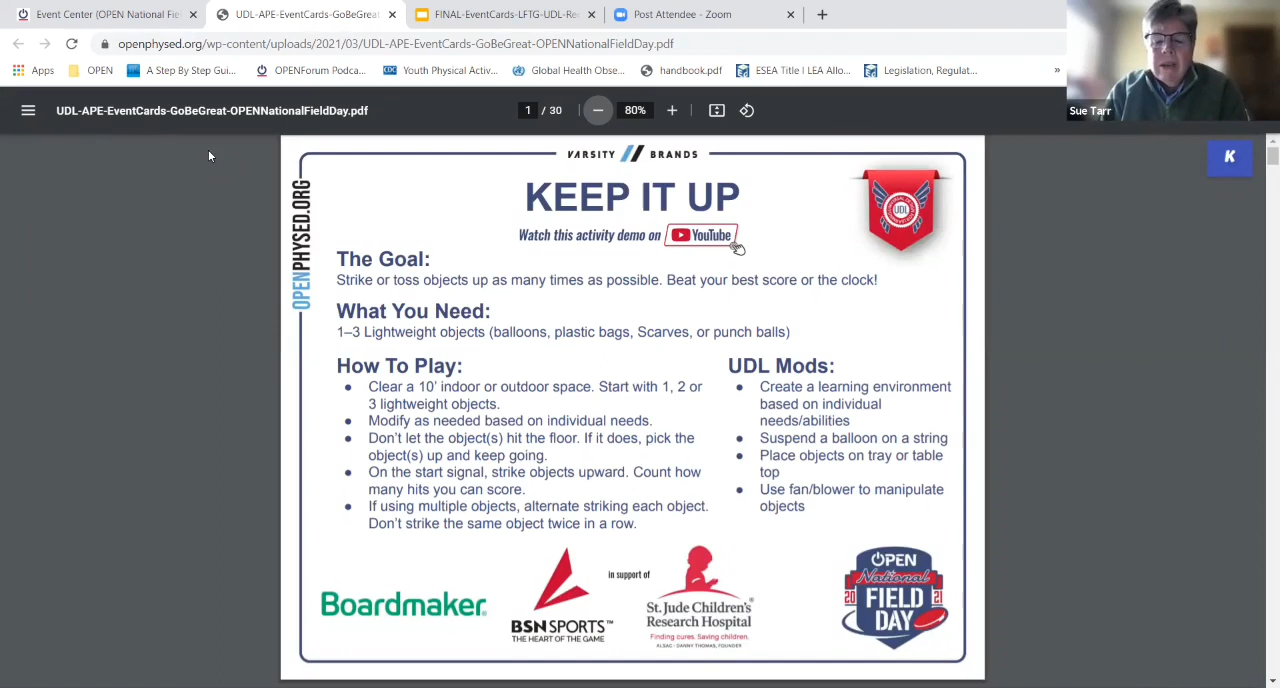 Event Center (OPEN National Fie
UDL-APE-EventCards-GoBeGreat
FINAL-EventCards-LFTG-UDL-Re
Post Attendee - Zoom
openphysed.org/wp-content/uploads/2021/03/UDL-APE-EventCards-GoBeGreat-OPENNationalFieldDay.pdf
Apps
OPEN
A Step By Step Gui...
OPENForum Podca...
CDC
Youth Physical Activ...
Global Health Obse...
handbook.pdf
ESEA Title I LEA Allo...
Legislation, Regulat...
»
Sue Tarr
UDL-APE-EventCards-GoBeGreat-OPENNationalFieldDay.pdf
1 / 30
80%
K
VARSITY BRANDS
OPENPHYSED.ORG
KEEP IT UP
UDL
Watch this activity demo on YouTube
The Goal:
Strike or toss objects up as many times as possible. Beat your best score or the clock!
What You Need:
1–3 Lightweight objects (balloons, plastic bags, Scarves, or punch balls)
How To Play:
● Clear a 10' indoor or outdoor space. Start with 1, 2 or
3 lightweight objects.
● Modify as needed based on individual needs.
● Don't let the object(s) hit the floor. If it does, pick the
object(s) up and keep going.
● On the start signal, strike objects upward. Count how
many hits you can score.
● If using multiple objects, alternate striking each object.
Don't strike the same object twice in a row.
UDL Mods:
● Create a learning environment
based on individual
needs/abilities
● Suspend a balloon on a string
● Place objects on tray or table
top
● Use fan/blower to manipulate
objects
Boardmaker
BSN SPORTS™
THE HEART OF THE GAME
in support of
St. Jude Children's
Research Hospital
Finding cures. Saving children.
ALSAC · DANNY THOMAS, FOUNDER
OPEN
National
20 21
FIELD
DAY